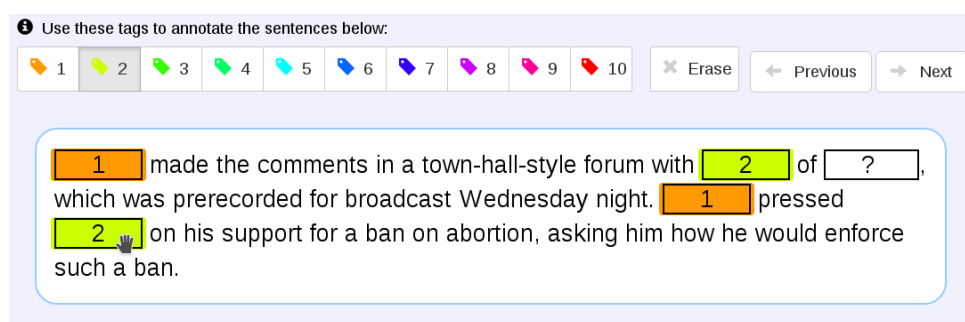 Use these tags to annotate the sentences below:
1 2 3 4 5 6 7 8 9 10 Erase Previous Next
1 made the comments in a town-hall-style forum with 2 of ? ,
which was prerecorded for broadcast Wednesday night. 1 pressed
2 on his support for a ban on abortion, asking him how he would enforce
such a ban.